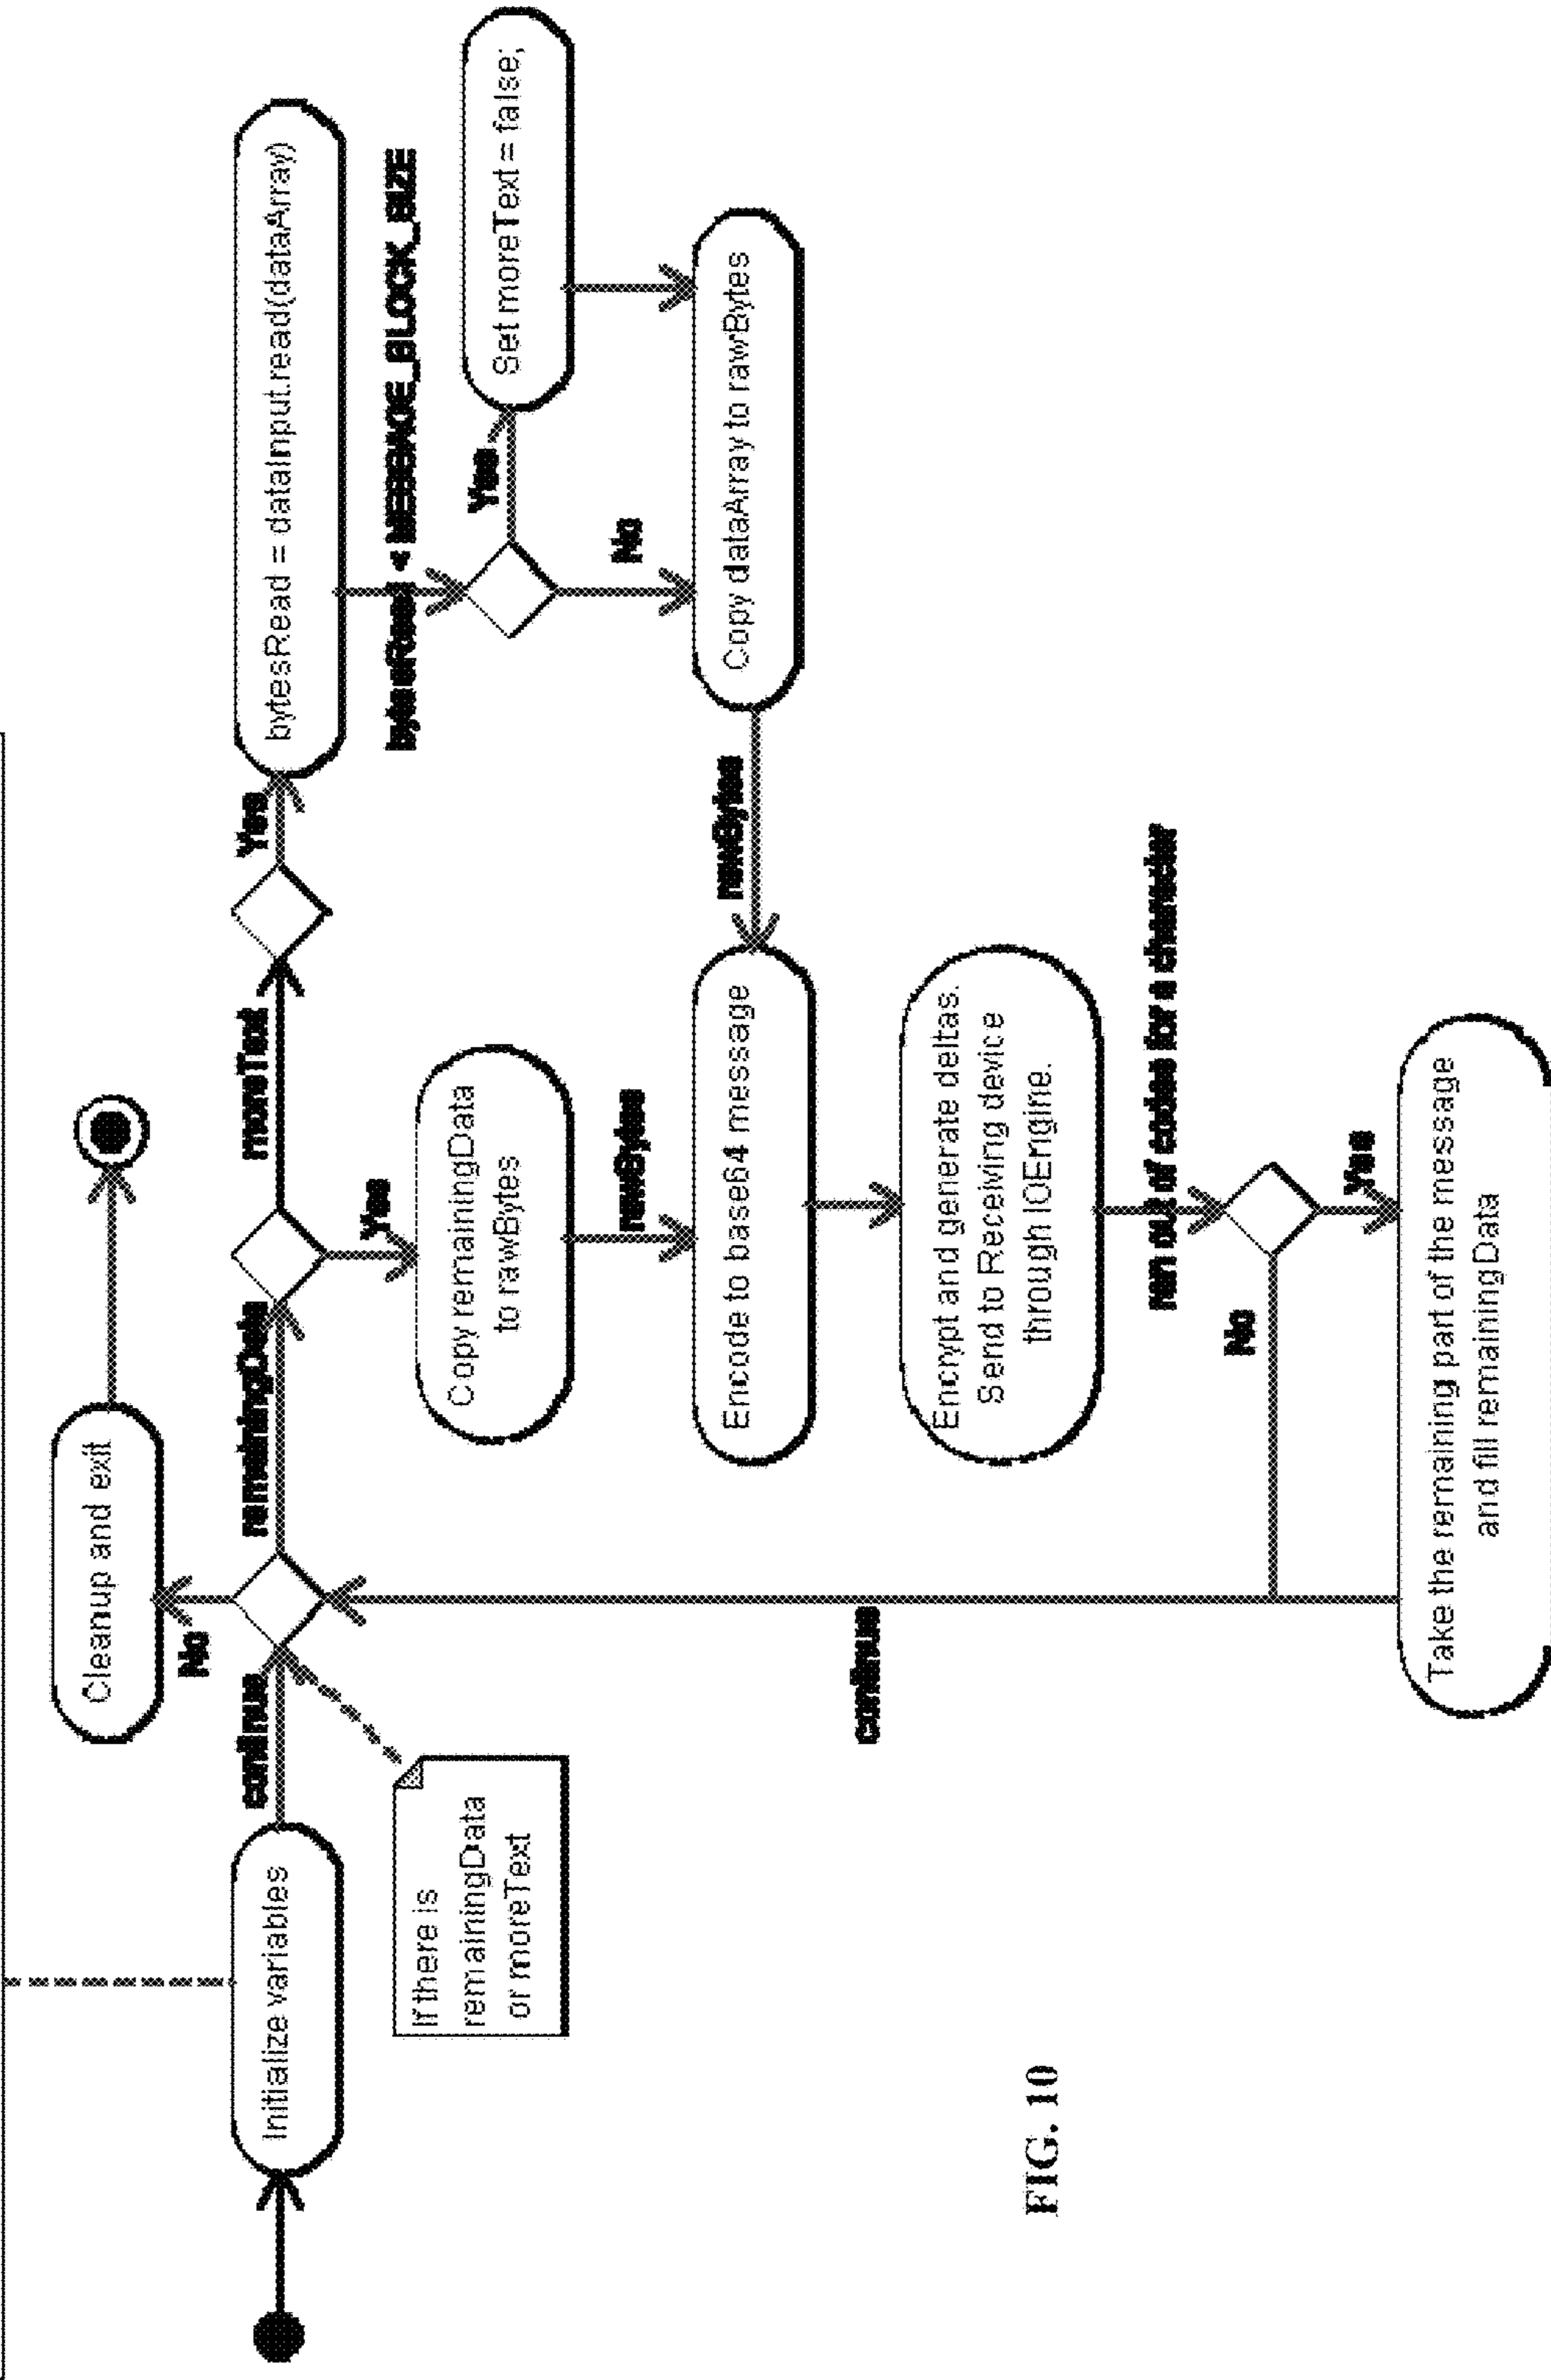 Cleanup and exit
No
Initialize variables
continue
remainingData
moreText
Yes
bytesRead = dataInput.read(dataArray)
If there is
remainingData
or moreText
Yes
bytesRead < MESSAGE_BLOCK_SIZE
Copy remainingData
to rawBytes
Yes
Set moreText = false;
rawBytes
No
Encode to base64 message
rawBytes
Copy dataArray to rawBytes
continue
Encrypt and generate deltas.
Send to Receiving device
through IOEngine.
ran out of codes for a character
No
Yes
Take the remaining part of the message
and fill remainingData
FIG. 10